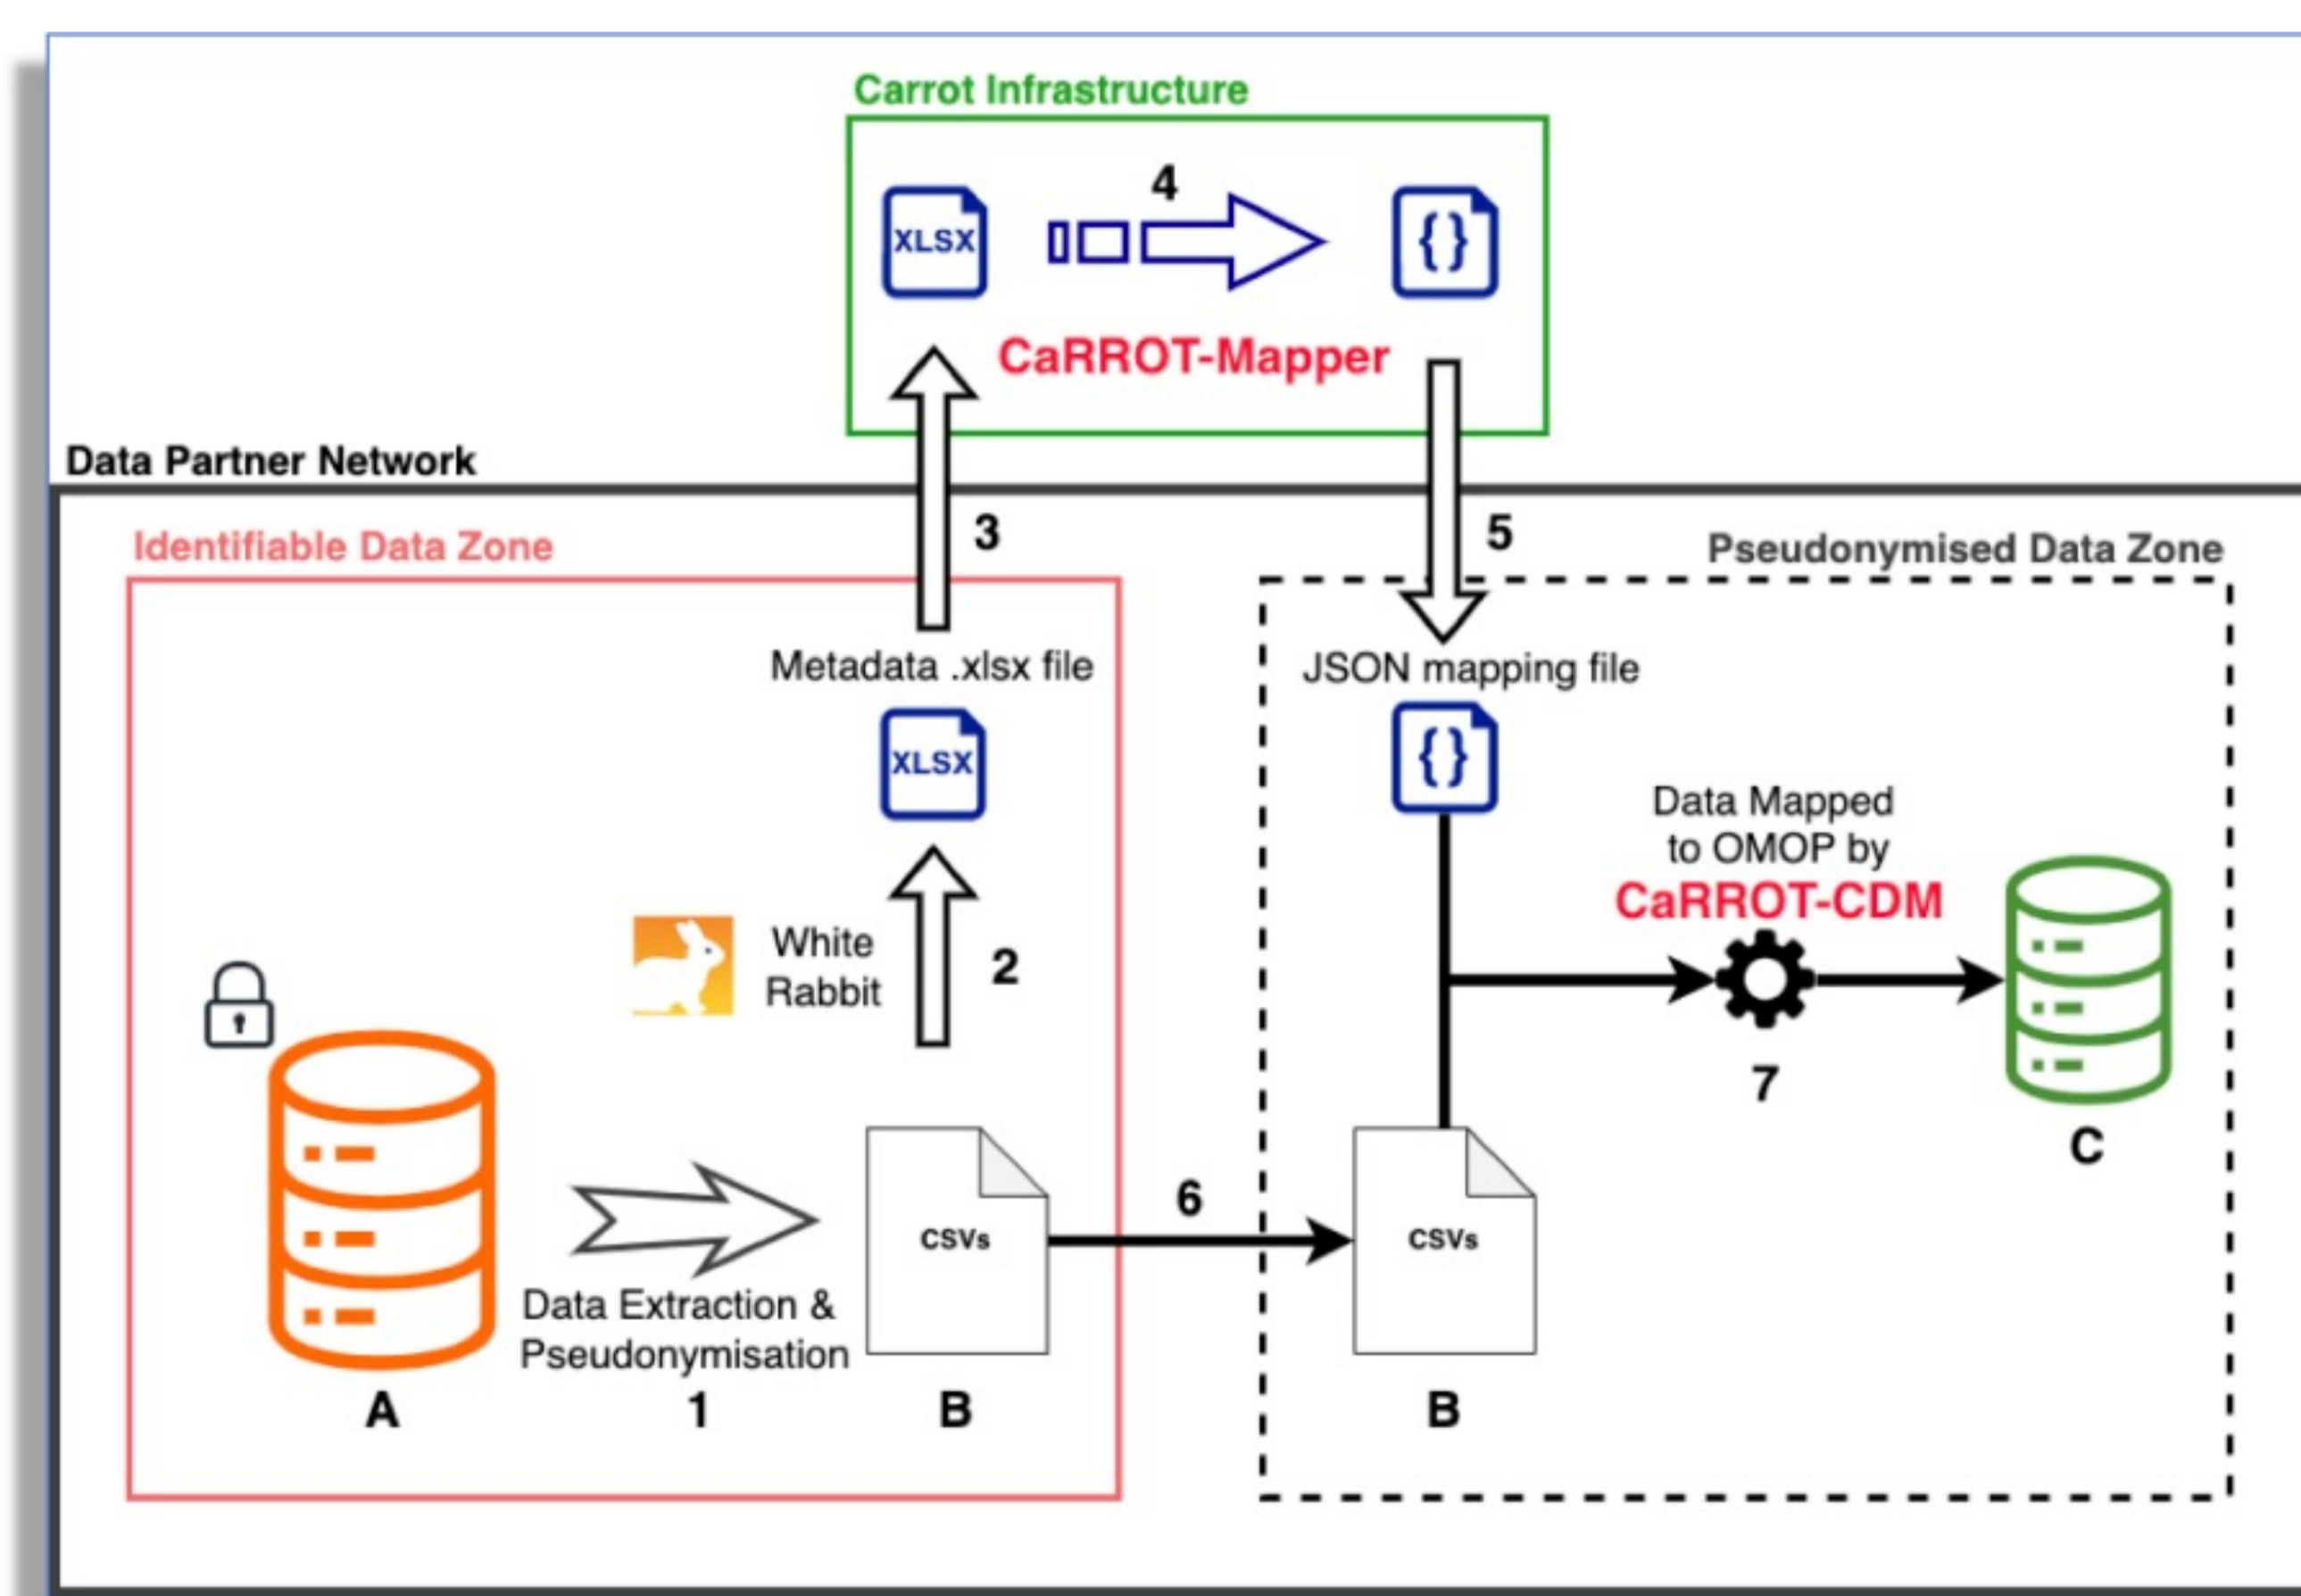 Carrot Infrastructure
4
XLSX
{}
CaRROT-Mapper
Data Partner Network
3
5
Identifiable Data Zone
Pseudonymised Data Zone
Metadata .xlsx file
XLSX
White
Rabbit
2
Data Extraction &
Pseudonymisation
A
1
CSVs
B
6
JSON mapping file
{}
Data Mapped
to OMOP by
CaRROT-CDM
7
C
CSVs
B